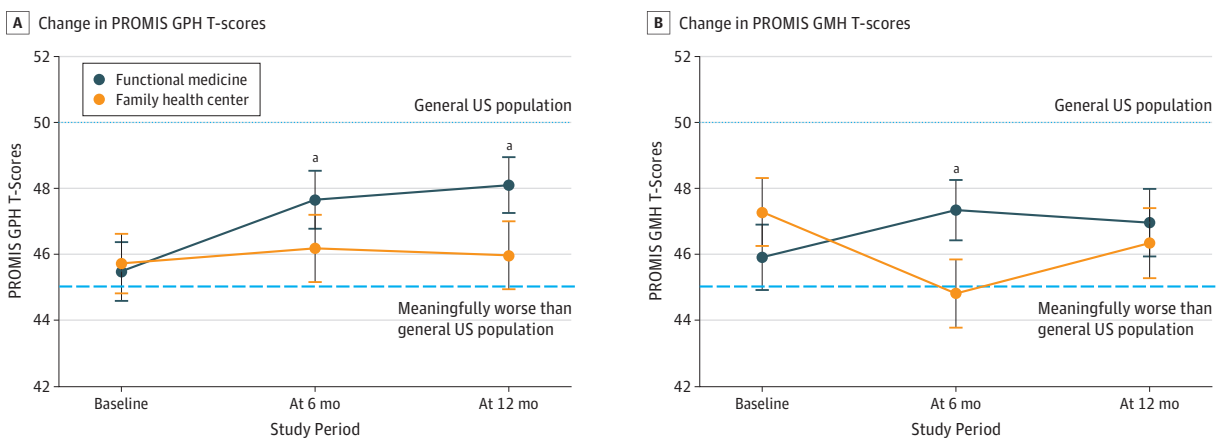 A Change in PROMIS GPH T-scores
52
50
48
46
44
42
PROMIS GPH T-Scores
Functional medicine
Family health center
General US population
a
a
Meaningfully worse than
general US population
Baseline
At 6 mo
At 12 mo
Study Period
B Change in PROMIS GMH T-scores
52
50
48
46
44
42
PROMIS GMH T-Scores
General US population
a
Meaningfully worse than
general US population
Baseline
At 6 mo
At 12 mo
Study Period